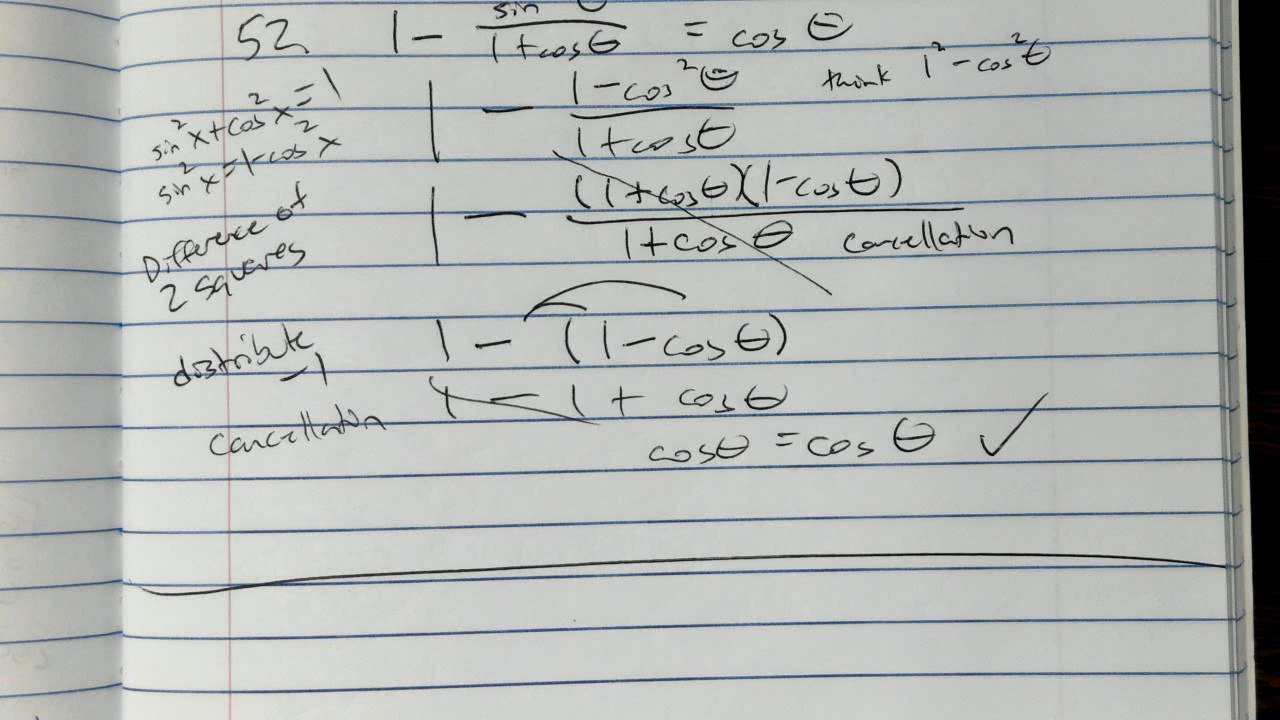 52 1 - sin θ / 1+cosθ = cos θ
think 1² - cos²θ
sin²x + cos²x = 1
1 - 1-cos²θ / 1+cosθ
sin²x = 1-cos²x
Difference of 2 squares
1 - (1+cosθ)(1-cosθ) / 1+cosθ cancellation
distribute -1
1 - (1-cosθ)
1 - 1 + cosθ
cancellation
cosθ = cosθ ✓